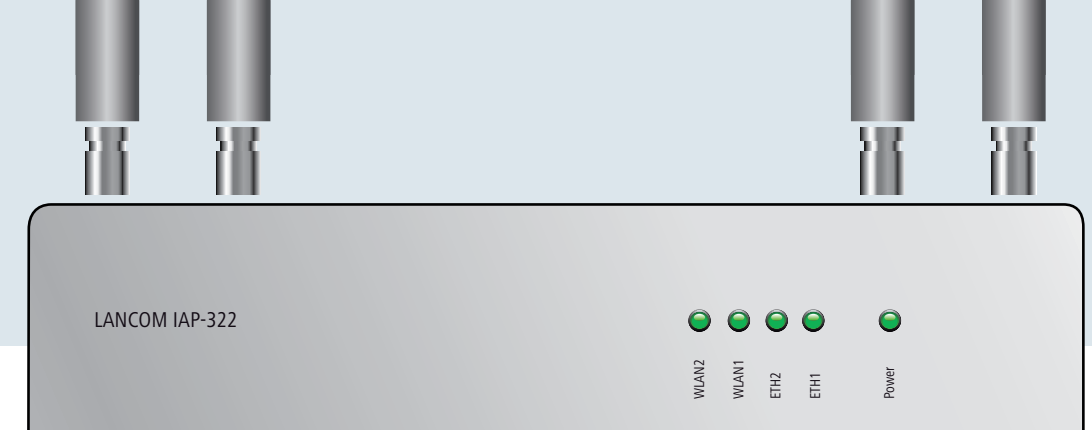 LANCOM IAP-322
WLAN2
WLAN1
ETH2
ETH1
Power